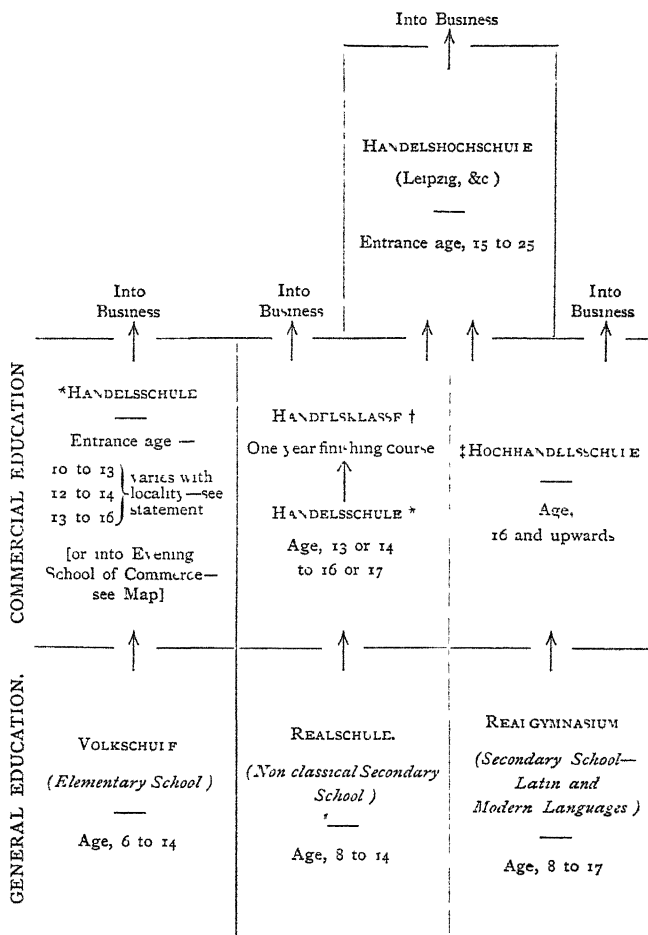 Into Business
HANDELSHOCHSCHULE
(Leipzig, &c )
Entrance age, 15 to 25
Into
Business
Into
Business
Into
Business
COMMERCIAL EDUCATION
*HANDELSSCHULE
Entrance age —
10 to 13
12 to 14
13 to 16
varies with
locality—see
statement
[or into Evening
School of Commerce—
see Map]
HANDELSKLASSE †
One year finishing course
HANDELSSCHULE *
Age, 13 or 14
to 16 or 17
‡HOCHHANDELSSCHULE
Age,
16 and upwards
GENERAL EDUCATION.
VOLKSCHULE
(Elementary School )
Age, 6 to 14
REALSCHULE.
(Non classical Secondary
School )
Age, 8 to 14
REALGYMNASIUM
(Secondary School—
Latin and
Modern Languages )
Age, 8 to 17